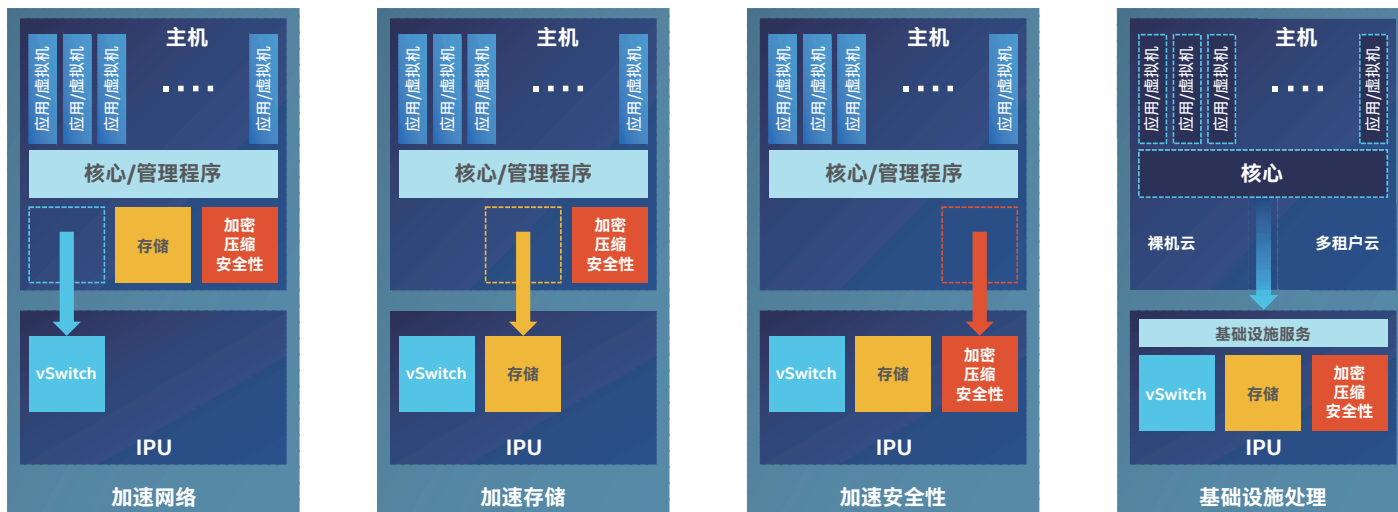 主机
应用/虚拟机
应用/虚拟机
应用/虚拟机
应用/虚拟机
核心/管理程序
存储
加密
压缩
安全性
vSwitch
IPU
加速网络
主机
应用/虚拟机
应用/虚拟机
应用/虚拟机
应用/虚拟机
核心/管理程序
加密
压缩
安全性
vSwitch
存储
IPU
加速存储
主机
应用/虚拟机
应用/虚拟机
应用/虚拟机
应用/虚拟机
核心/管理程序
vSwitch
存储
加密
压缩
安全性
IPU
加速安全性
主机
应用/虚拟机
应用/虚拟机
应用/虚拟机
应用/虚拟机
核心
裸机云
多租户云
基础设施服务
vSwitch
存储
加密
压缩
安全性
IPU
基础设施处理